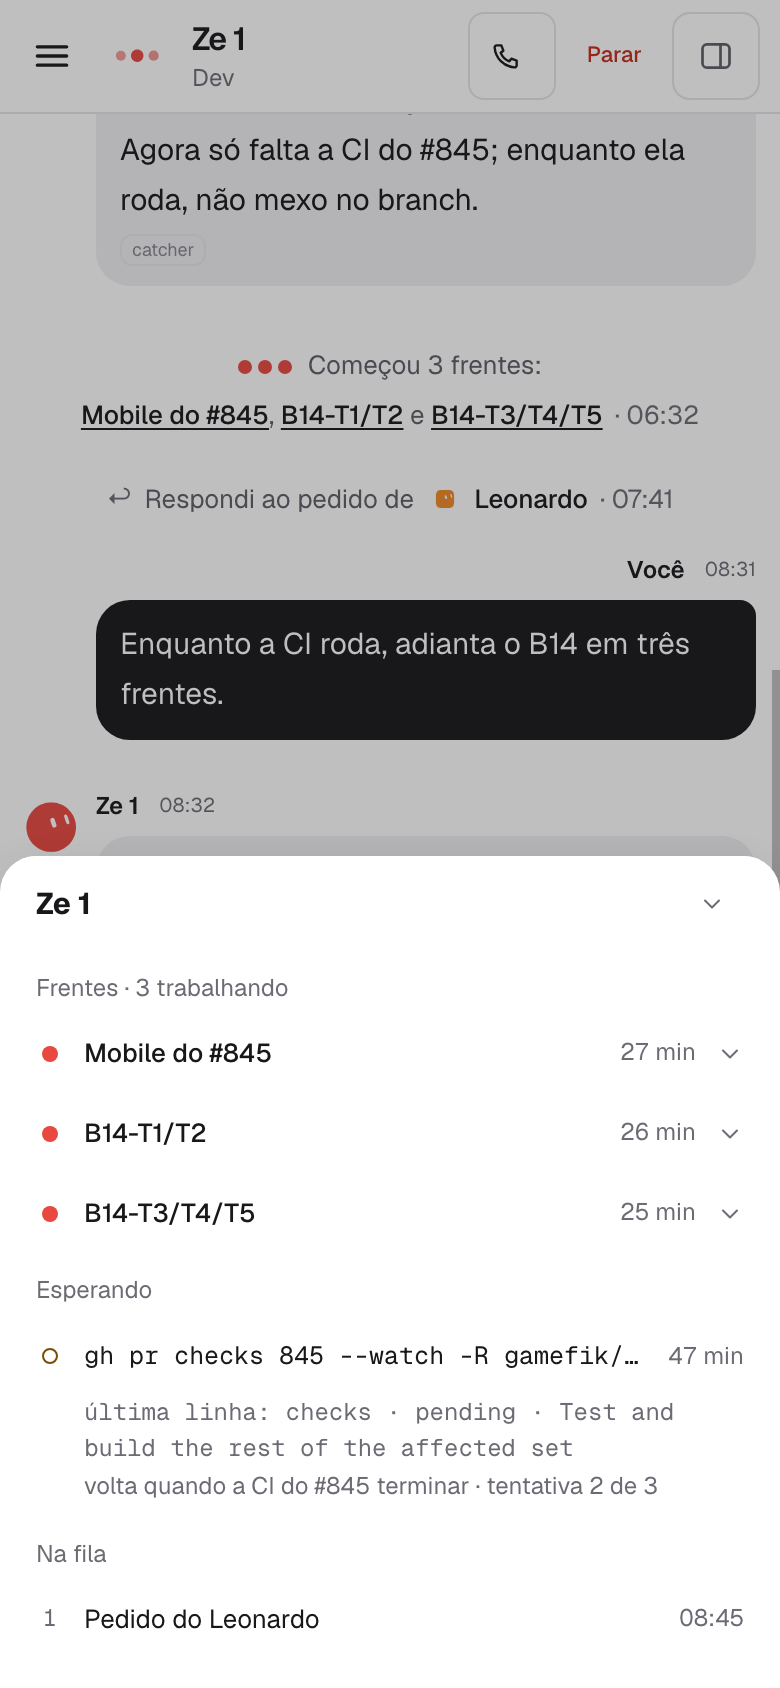 Ze 1
Dev
Parar
Agora só falta a CI do #845; enquanto ela
roda, não mexo no branch.
catcher
Começou 3 frentes:
Mobile do #845, B14-T1/T2 e B14-T3/T4/T5 · 06:32
Respondi ao pedido de Leonardo · 07:41
Você 08:31
Enquanto a CI roda, adianta o B14 em três
frentes.
Ze 1 08:32
Ze 1
Frentes · 3 trabalhando
Mobile do #845 27 min
B14-T1/T2 26 min
B14-T3/T4/T5 25 min
Esperando
gh pr checks 845 --watch -R gamefik/… 47 min
última linha: checks · pending · Test and
build the rest of the affected set
volta quando a CI do #845 terminar · tentativa 2 de 3
Na fila
1 Pedido do Leonardo 08:45